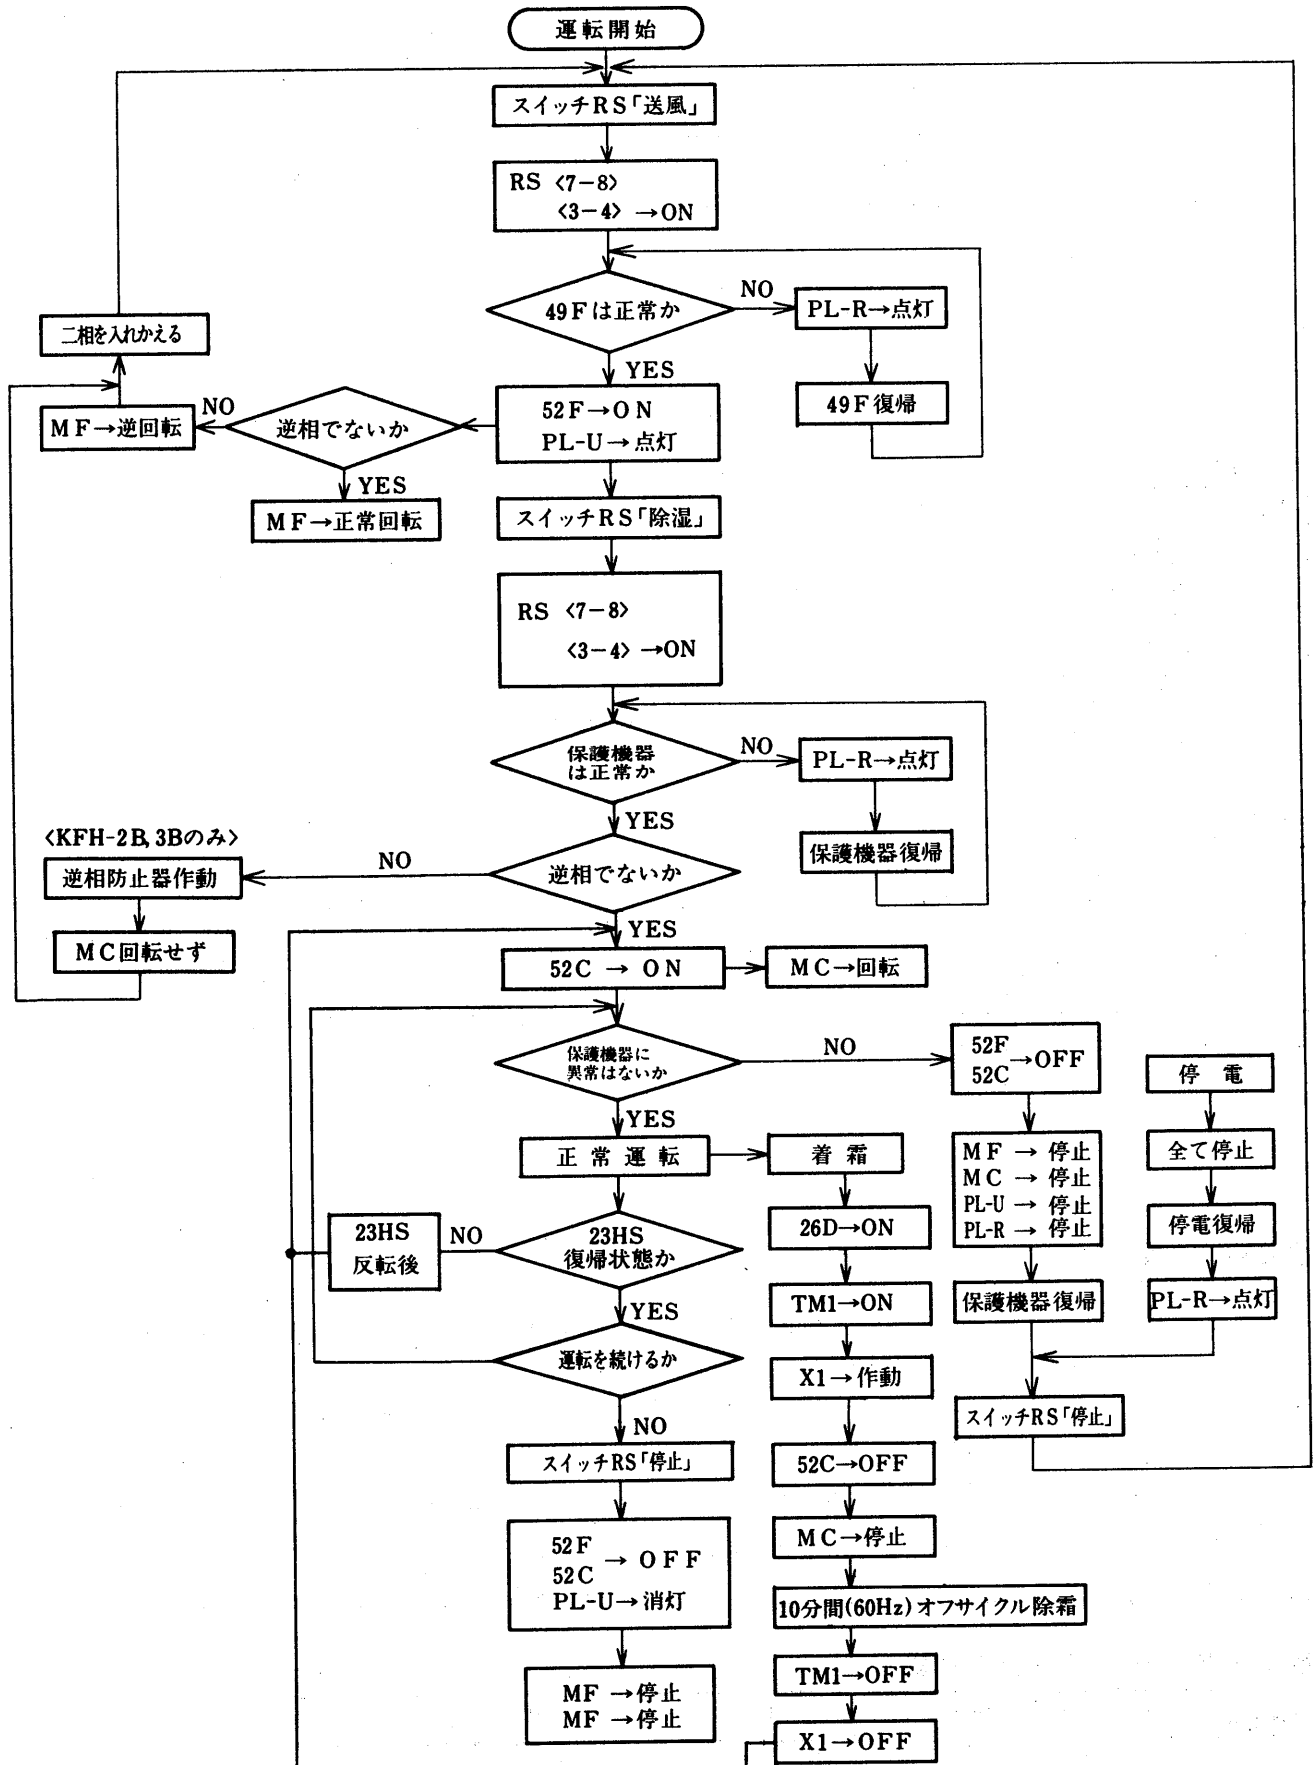 運転開始
スイッチRS「送風」
RS <7-8>
<3-4> →ON
49Fは正常か
NO
PL-R→点灯
49F復帰
YES
52F→ON
PL-U→点灯
逆相でないか
NO
MF→逆回転
二相を入れかえる
YES
MF→正常回転
スイッチRS「除湿」
RS <7-8>
<3-4> →ON
保護機器
は正常か
NO
PL-R→点灯
保護機器復帰
YES
逆相でないか
NO
<KFH-2B, 3Bのみ>
逆相防止器作動
MC回転せず
YES
52C → ON
MC→回転
保護機器に
異常はないか
NO
52F
52C
→OFF
MF → 停止
MC → 停止
PL-U → 停止
PL-R → 停止
保護機器復帰
停電
全て停止
停電復帰
PL-R→点灯
スイッチRS「停止」
YES
正常運転
着霜
26D→ON
TM1→ON
X1→作動
52C→OFF
MC→停止
10分間(60Hz)オフサイクル除霜
TM1→OFF
X1→OFF
23HS
復帰状態か
NO
23HS
反転後
YES
運転を続けるか
NO
スイッチRS「停止」
52F
52C
→ OFF
PL-U→消灯
MF →停止
MF →停止